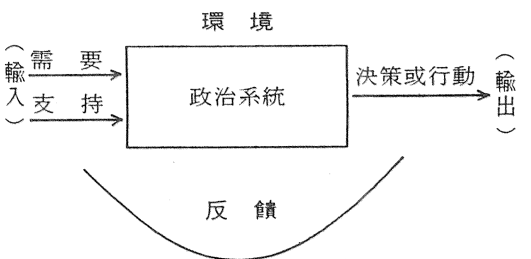 環境
（輸入）
需要
支持
政治系統
決策或行動
（輸出）
反饋